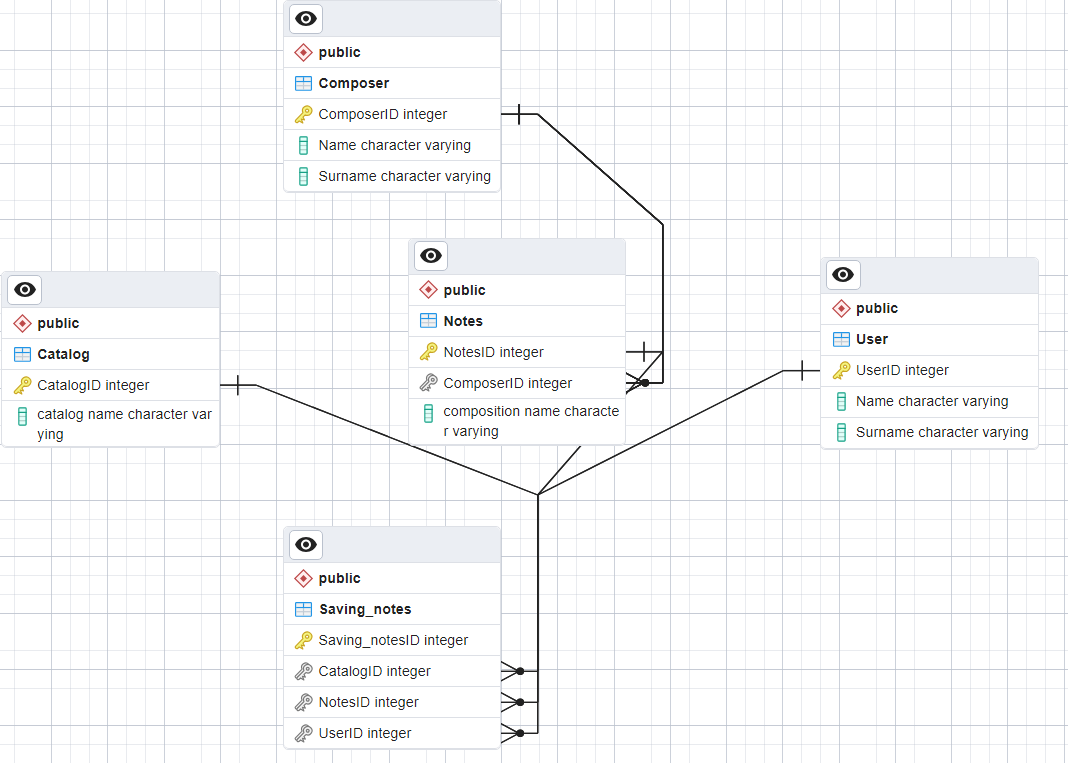 public
Composer
ComposerID integer
Name character varying
Surname character varying
public
Notes
NotesID integer
ComposerID integer
composition name characte
r varying
public
Catalog
CatalogID integer
catalog name character var
ying
public
User
UserID integer
Name character varying
Surname character varying
public
Saving_notes
Saving_notesID integer
CatalogID integer
NotesID integer
UserID integer